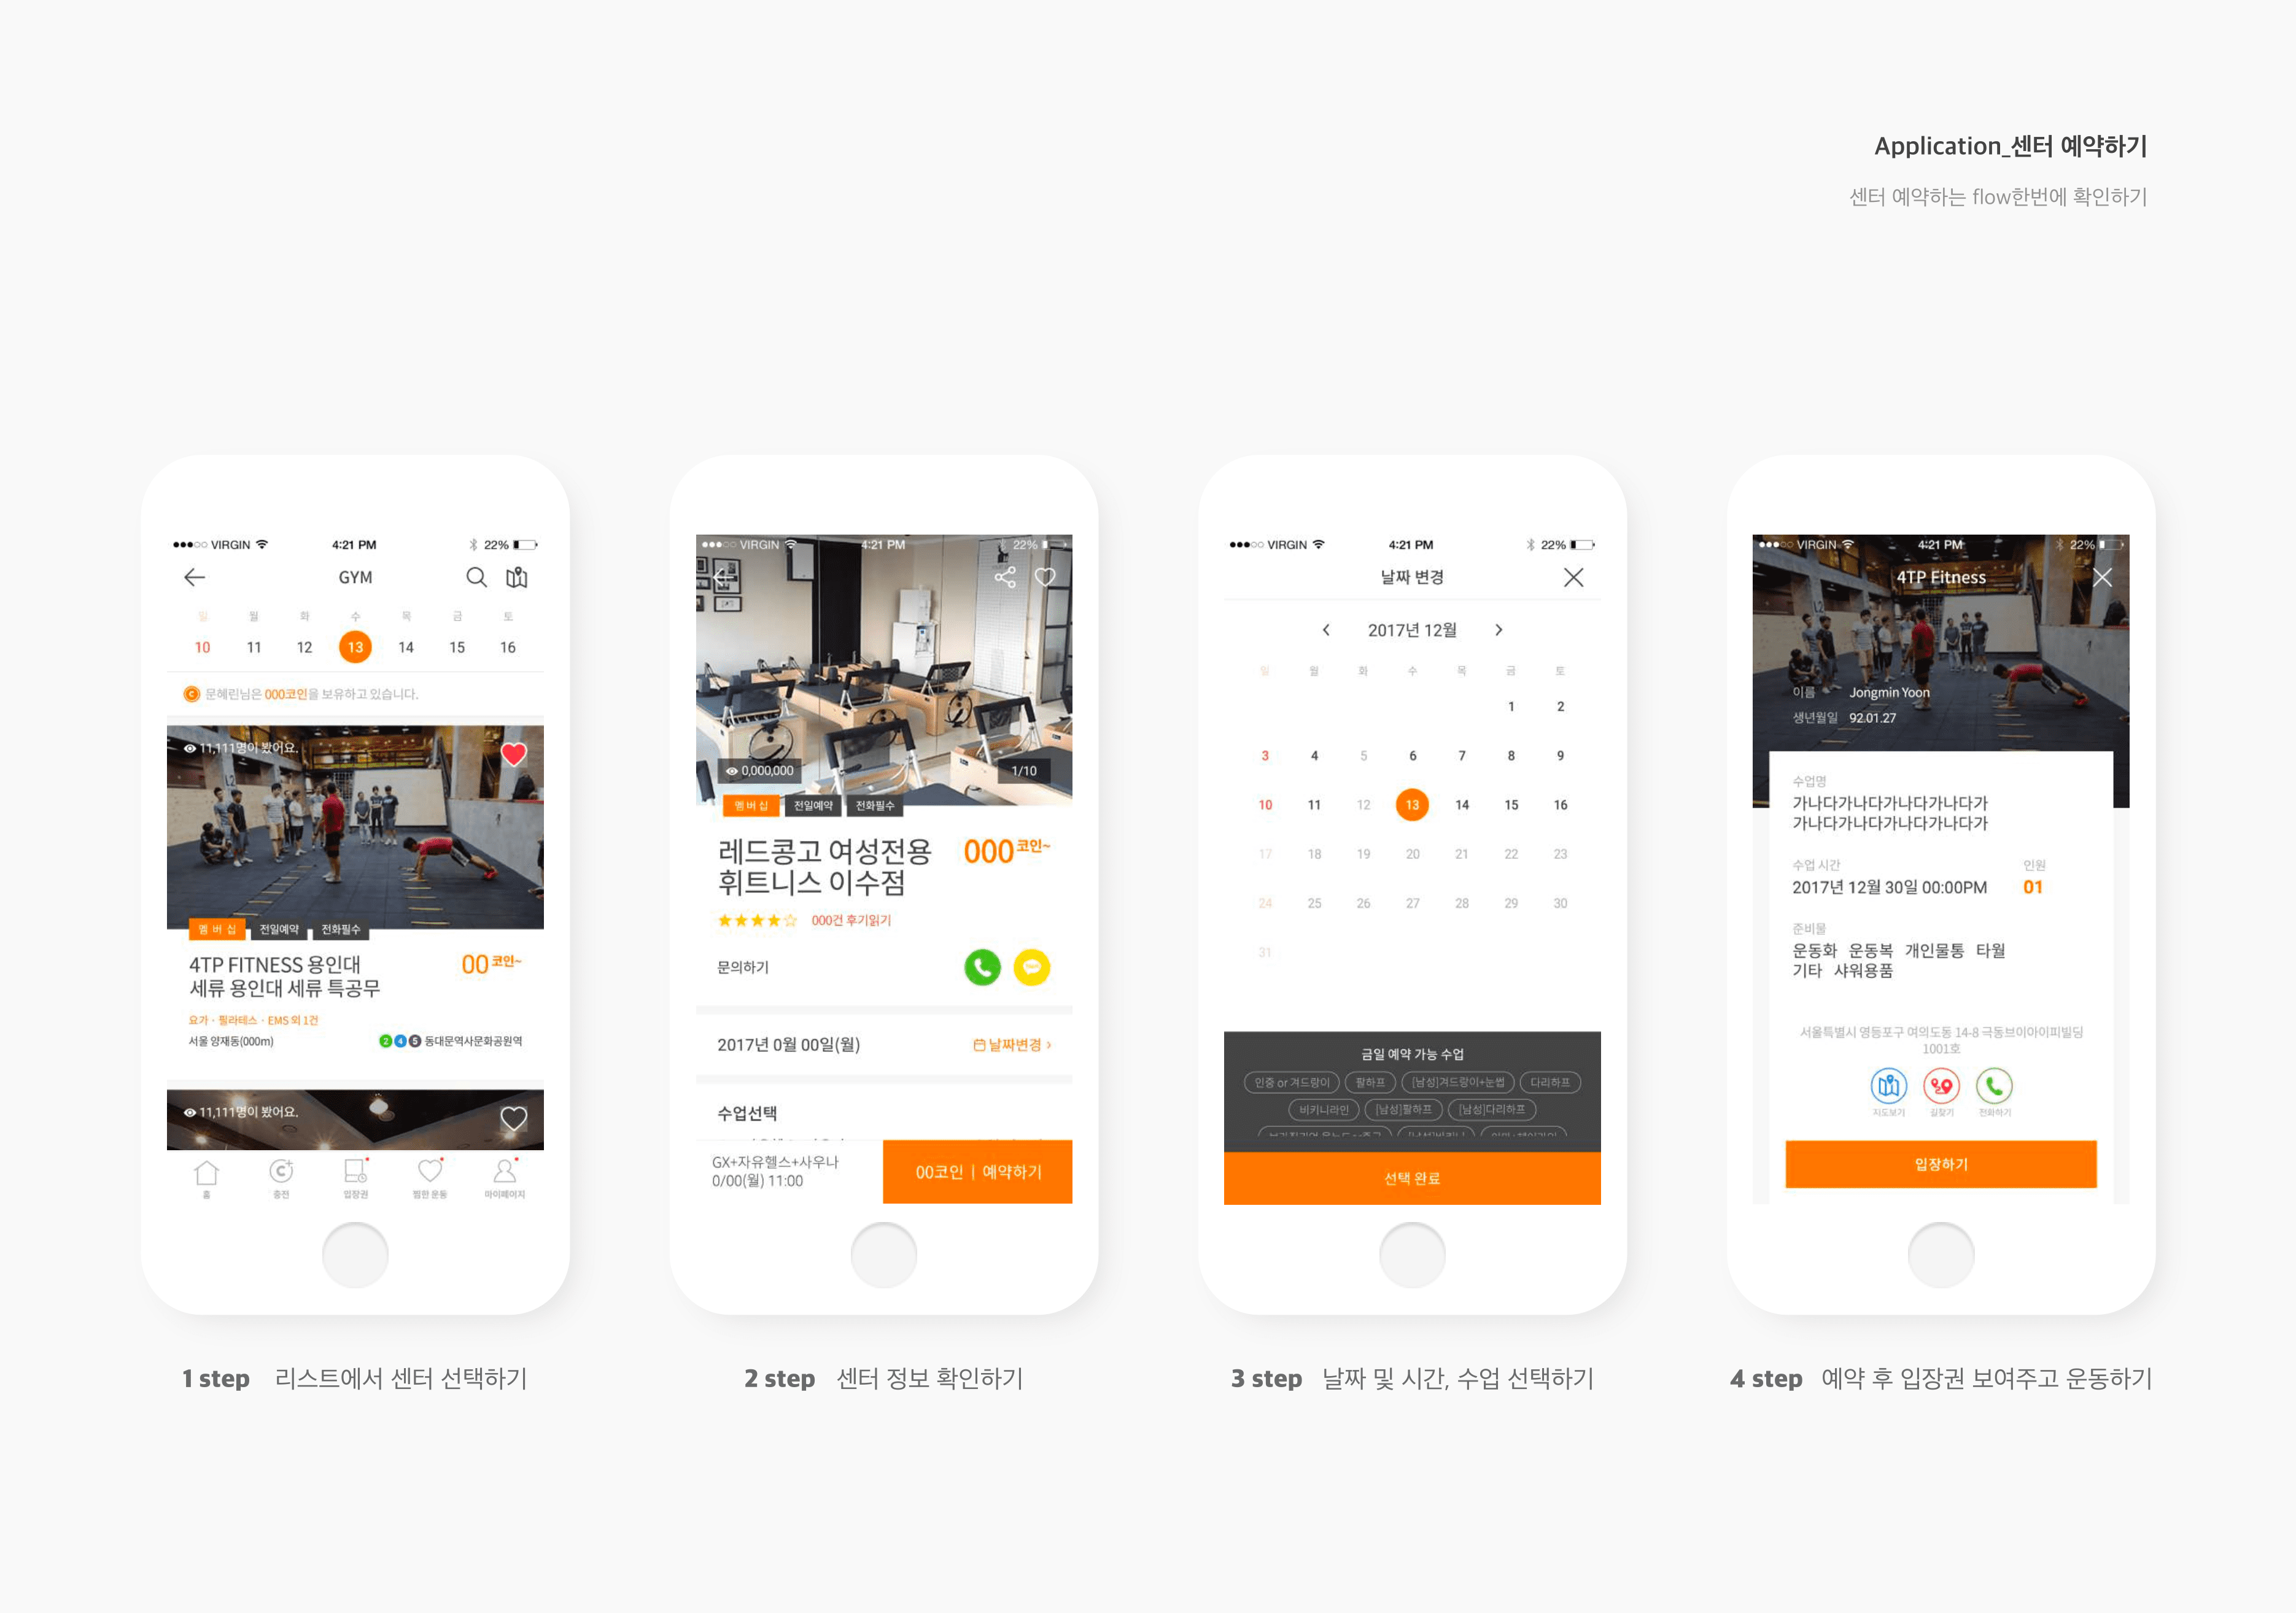 Application_센터 예약하기
센터 예약하는 flow한번에 확인하기
VIRGIN 4:21 PM 22%
GYM
일 월 화 수 목 금 토
10 11 12 13 14 15 16
C 문혜린님은 000코인을 보유하고 있습니다.
11,111명이 봤어요.
멤버십 전일예약 전화필수
4TP FITNESS 용인대
세류 용인대 세류 특공무
00코인~
요가 · 필라테스 · EMS 외 1건
서울 양재동(000m)
2 4 5 동대문역사문화공원역
11,111명이 봤어요.
홈 충전 입장권 찜한 운동 마이페이지
1 step 리스트에서 센터 선택하기
VIRGIN 4:21 PM 22%
0,000,000
1/10
멤버십 전일예약 전화필수
레드콩고 여성전용
휘트니스 이수점
000코인~
000건 후기읽기
문의하기
2017년 0월 00일(월)
날짜변경 >
수업선택
GX+자유헬스+사우나
0/00(월) 11:00
00코인 | 예약하기
2 step 센터 정보 확인하기
VIRGIN 4:21 PM 22%
날짜 변경
2017년 12월
일 월 화 수 목 금 토
1 2
3 4 5 6 7 8 9
10 11 12 13 14 15 16
17 18 19 20 21 22 23
24 25 26 27 28 29 30
31
금일 예약 가능 수업
인중 or 겨드랑이 팔하프 [남성]겨드랑이+눈썹 다리하프
비키니라인 [남성]팔하프 [남성]다리하프
선택 완료
3 step 날짜 및 시간, 수업 선택하기
VIRGIN 4:21 PM 22%
4TP Fitness
이름 Jongmin Yoon
생년월일 92.01.27
수업명
가나다가나다가나다가나다가
가나다가나다가나다가나다가
수업 시간 인원
2017년 12월 30일 00:00PM 01
준비물
운동화 운동복 개인물통 타월
기타 샤워용품
서울특별시 영등포구 여의도동 14-8 극동브이아이피빌딩
1001호
지도보기 길찾기 전화하기
입장하기
4 step 예약 후 입장권 보여주고 운동하기